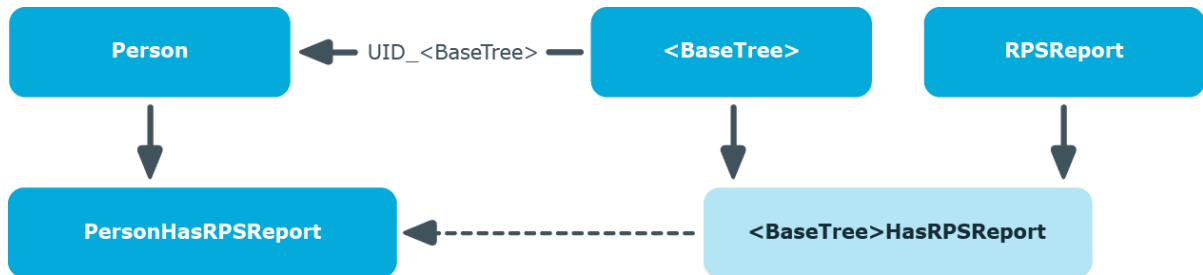 Person
UID_<BaseTree>
<BaseTree>
RPSReport
PersonHasRPSReport
<BaseTree>HasRPSReport